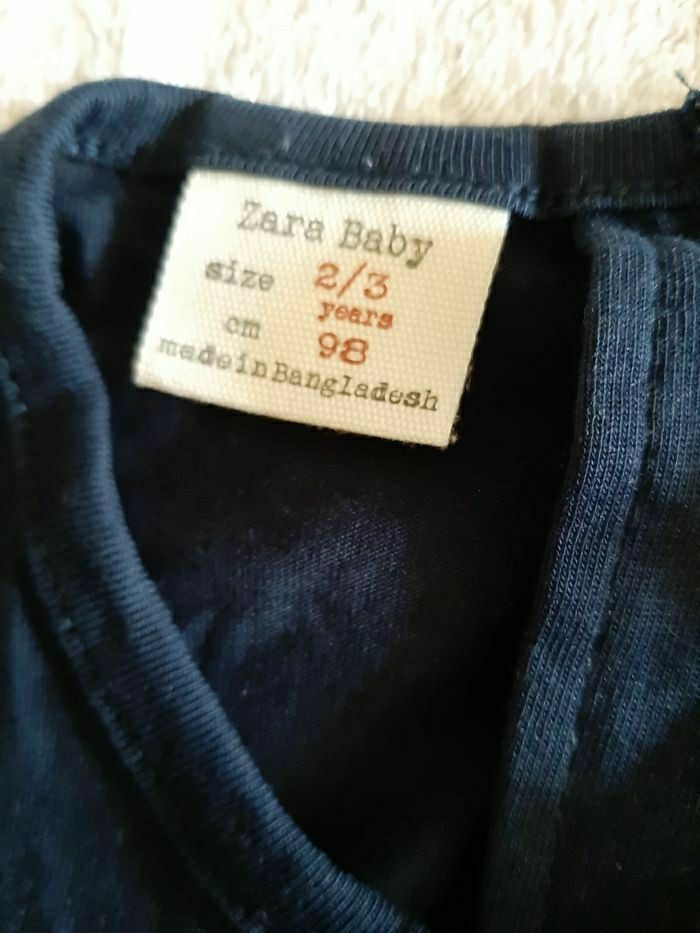 Zara Baby
size 2/3
years
cm 98
made in Bangladesh